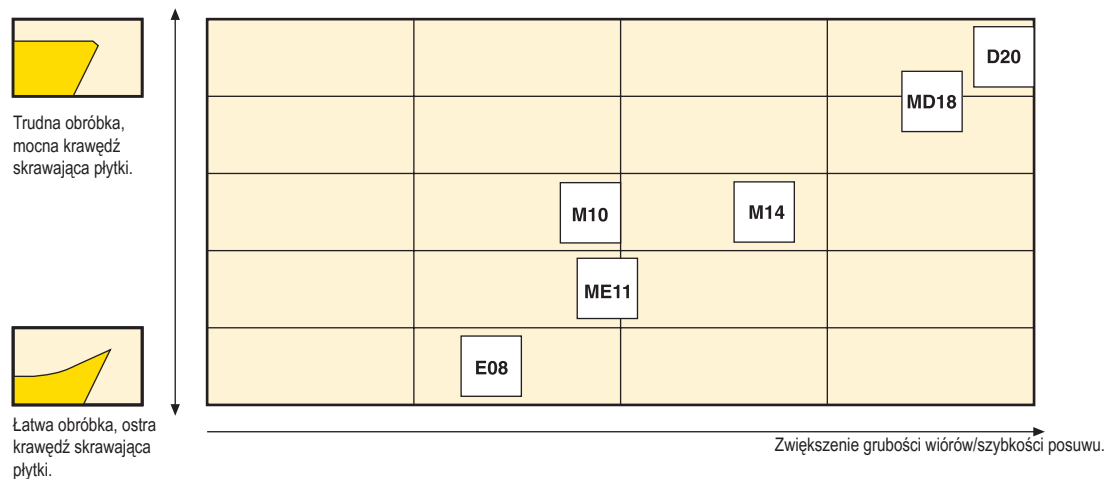 Trudna obróbka,
mocna krawędź
skrawająca płytki.
D20
MD18
M10
M14
ME11
E08
Łatwa obróbka, ostra
krawędź skrawająca
płytki.
Zwiększenie grubości wiórów/szybkości posuwu.